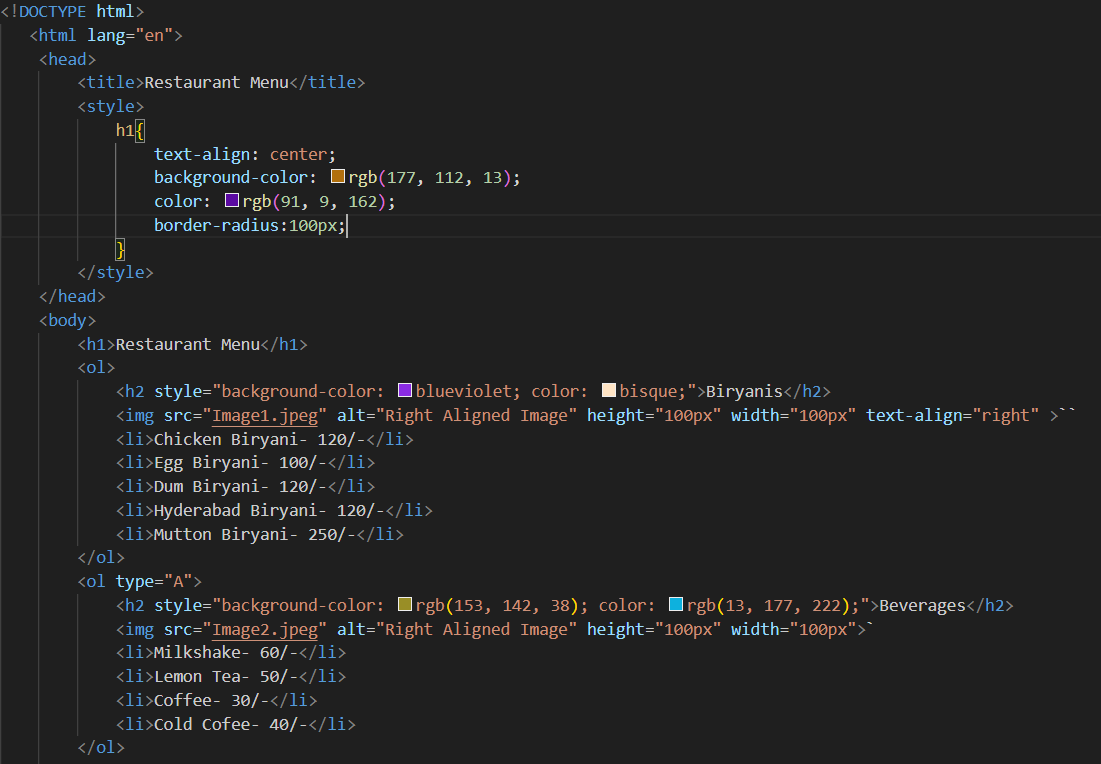 <!DOCTYPE html>
<html lang="en">
<head>
<title>Restaurant Menu</title>
<style>
h1{
text-align: center;
background-color: rgb(177, 112, 13);
color: rgb(91, 9, 162);
border-radius:100px;
}
</style>
</head>
<body>
<h1>Restaurant Menu</h1>
<ol>
<h2 style="background-color: blueviolet; color: bisque;">Biryanis</h2>
<img src="Image1.jpeg" alt="Right Aligned Image" height="100px" width="100px" text-align="right" >``
<li>Chicken Biryani- 120/-</li>
<li>Egg Biryani- 100/-</li>
<li>Dum Biryani- 120/-</li>
<li>Hyderabad Biryani- 120/-</li>
<li>Mutton Biryani- 250/-</li>
</ol>
<ol type="A">
<h2 style="background-color: rgb(153, 142, 38); color: rgb(13, 177, 222);">Beverages</h2>
<img src="Image2.jpeg" alt="Right Aligned Image" height="100px" width="100px">`
<li>Milkshake- 60/-</li>
<li>Lemon Tea- 50/-</li>
<li>Coffee- 30/-</li>
<li>Cold Cofee- 40/-</li>
</ol>